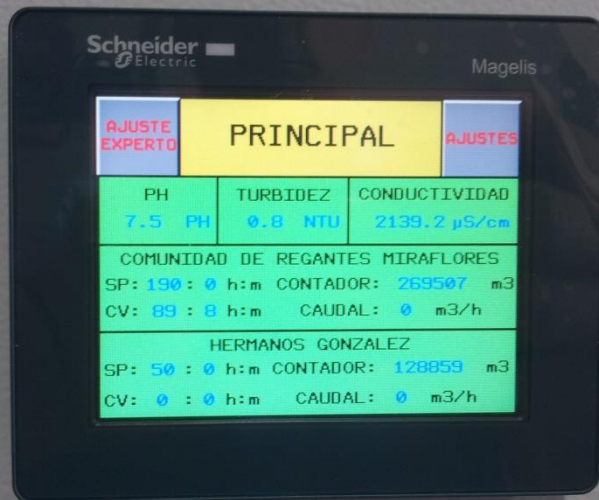 Schneider
Electric
Magelis
AJUSTE
EXPERTO
PRINCIPAL
AJUSTES
PH
7.5 PH
TURBIDEZ
0.8 NTU
CONDUCTIVIDAD
2139.2 µS/cm
COMUNIDAD DE REGANTES MIRAFLORES
SP: 190 : 0 h:m CONTADOR: 269507 m3
CV: 89 : 8 h:m CAUDAL: 0 m3/h
HERMANOS GONZALEZ
SP: 50 : 0 h:m CONTADOR: 128859 m3
CV: 0 : 0 h:m CAUDAL: 0 m3/h